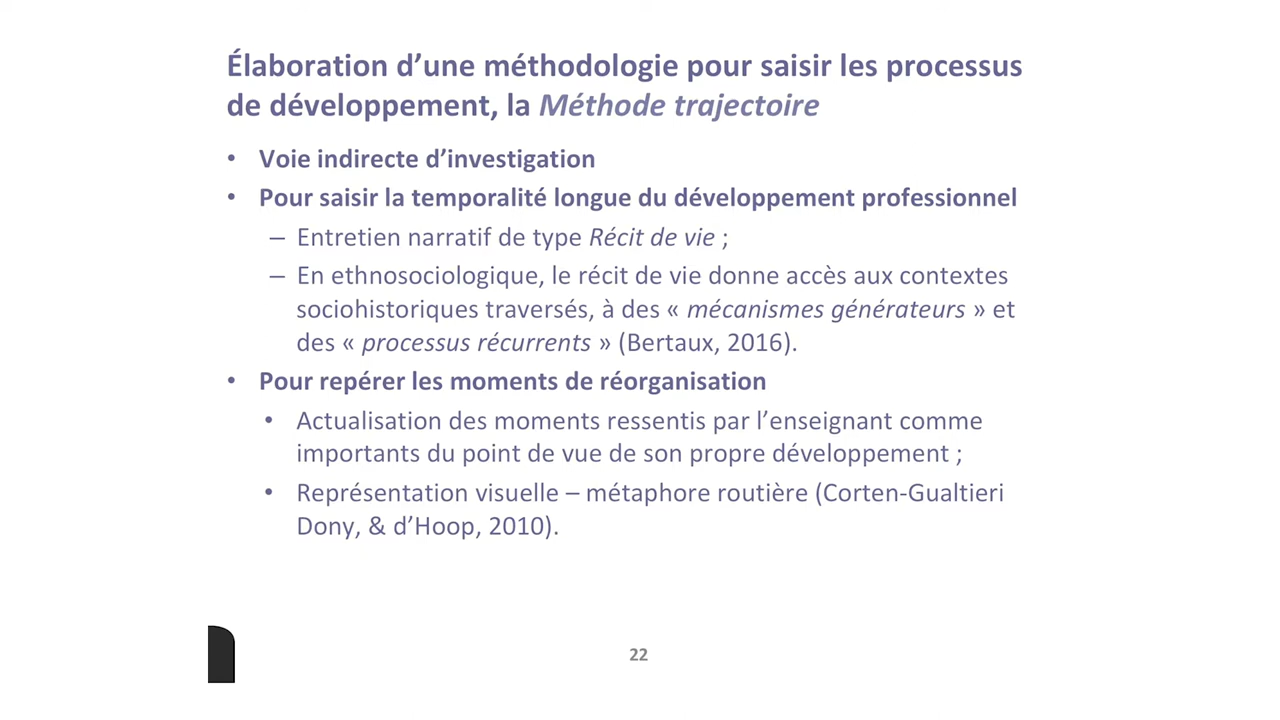 Élaboration d’une méthodologie pour saisir les processus
de développement, la Méthode trajectoire
• Voie indirecte d’investigation
• Pour saisir la temporalité longue du développement professionnel
– Entretien narratif de type Récit de vie ;
– En ethnosociologique, le récit de vie donne accès aux contextes
sociohistoriques traversés, à des « mécanismes générateurs » et
des « processus récurrents » (Bertaux, 2016).
• Pour repérer les moments de réorganisation
• Actualisation des moments ressentis par l’enseignant comme
importants du point de vue de son propre développement ;
• Représentation visuelle – métaphore routière (Corten-Gualtieri
Dony, & d’Hoop, 2010).
22